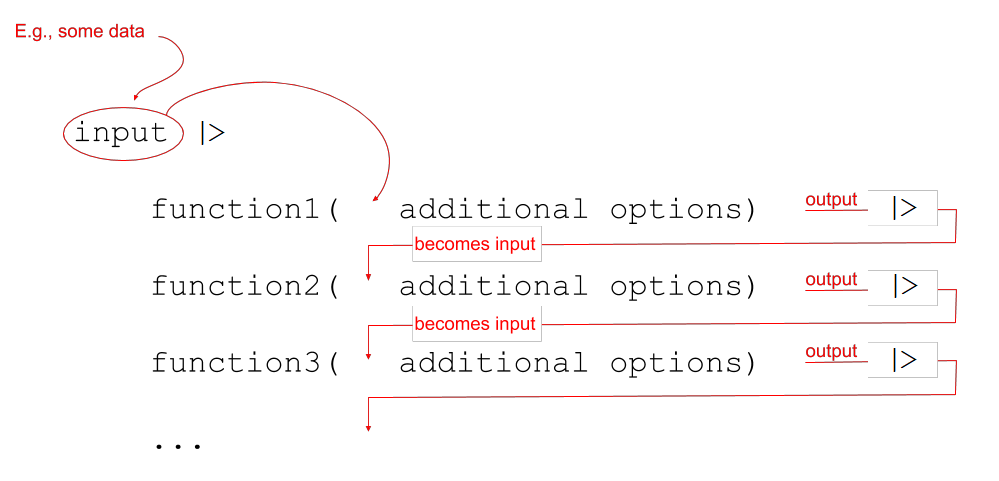 E.g., some data
input |>
function1( additional options) output |>
becomes input
function2( additional options) output |>
becomes input
function3( additional options) output |>
...